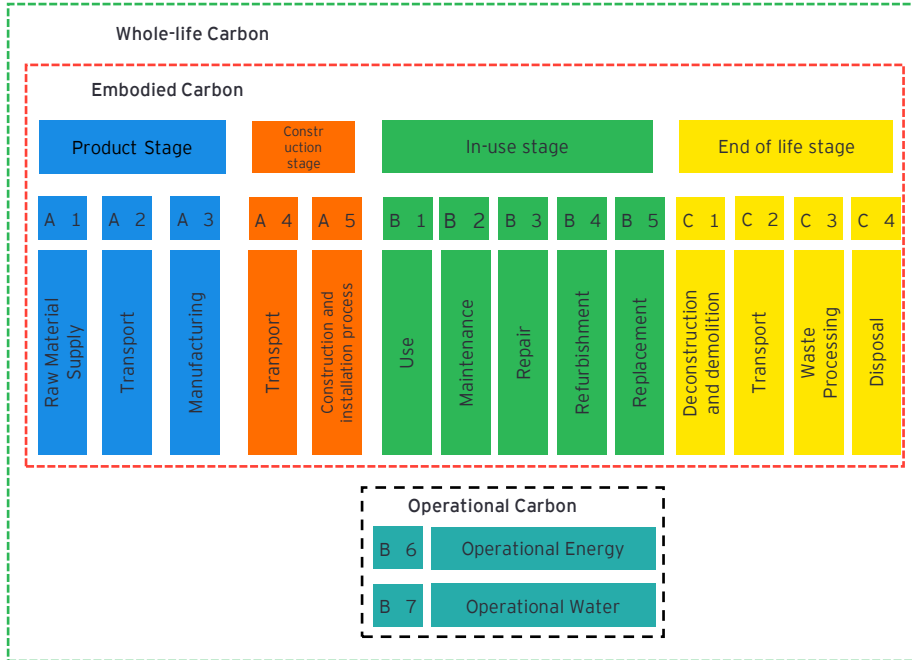 Whole-life Carbon
Embodied Carbon
Product Stage
Constr
uction
stage
In-use stage
End of life stage
A 1
A 2
A 3
A 4
A 5
B 1
B 2
B 3
B 4
B 5
C 1
C 2
C 3
C 4
Raw Material
Supply
Transport
Manufacturing
Transport
Construction and
installation process
Use
Maintenance
Repair
Refurbishment
Replacement
Deconstruction
and demolition
Transport
Waste
Processing
Disposal
Operational Carbon
B 6
Operational Energy
B 7
Operational Water